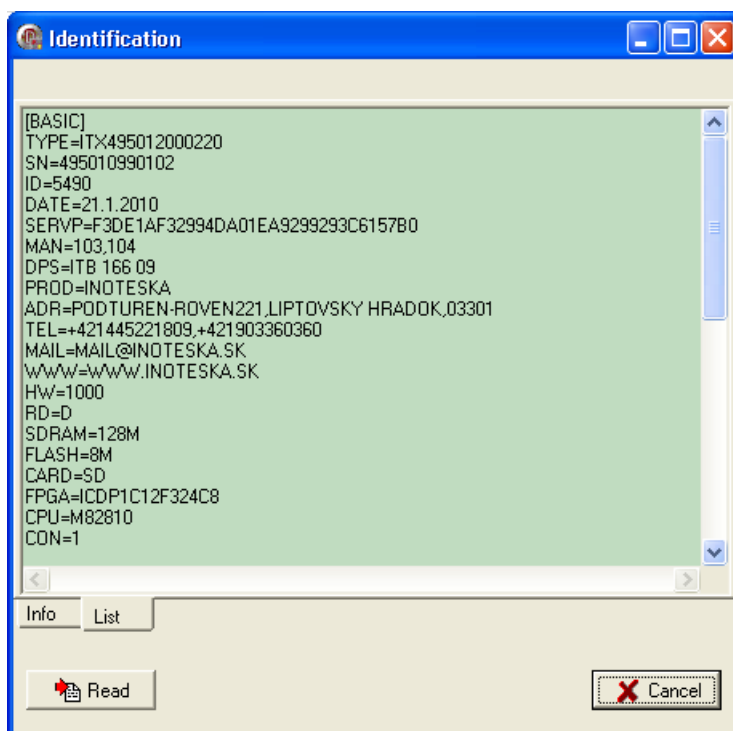 Identification
[BASIC]
TYPE=ITX495012000220
SN=495010990102
ID=5490
DATE=21.1.2010
SERVP=F3DE1AF32994DA01EA9299293C6157B0
MAN=103,104
DPS=ITB 166 09
PROD=INOTESKA
ADR=PODTUREN-ROVEN221,LIPTOVSKY HRADOK,03301
TEL=+421445221809,+421903360360
MAIL=MAIL@INOTESKA.SK
WWW=WWW.INOTESKA.SK
HW=1000
RD=D
SDRAM=128M
FLASH=8M
CARD=SD
FPGA=ICDP1C12F324C8
CPU=M82810
CON=1
Info List
Read Cancel